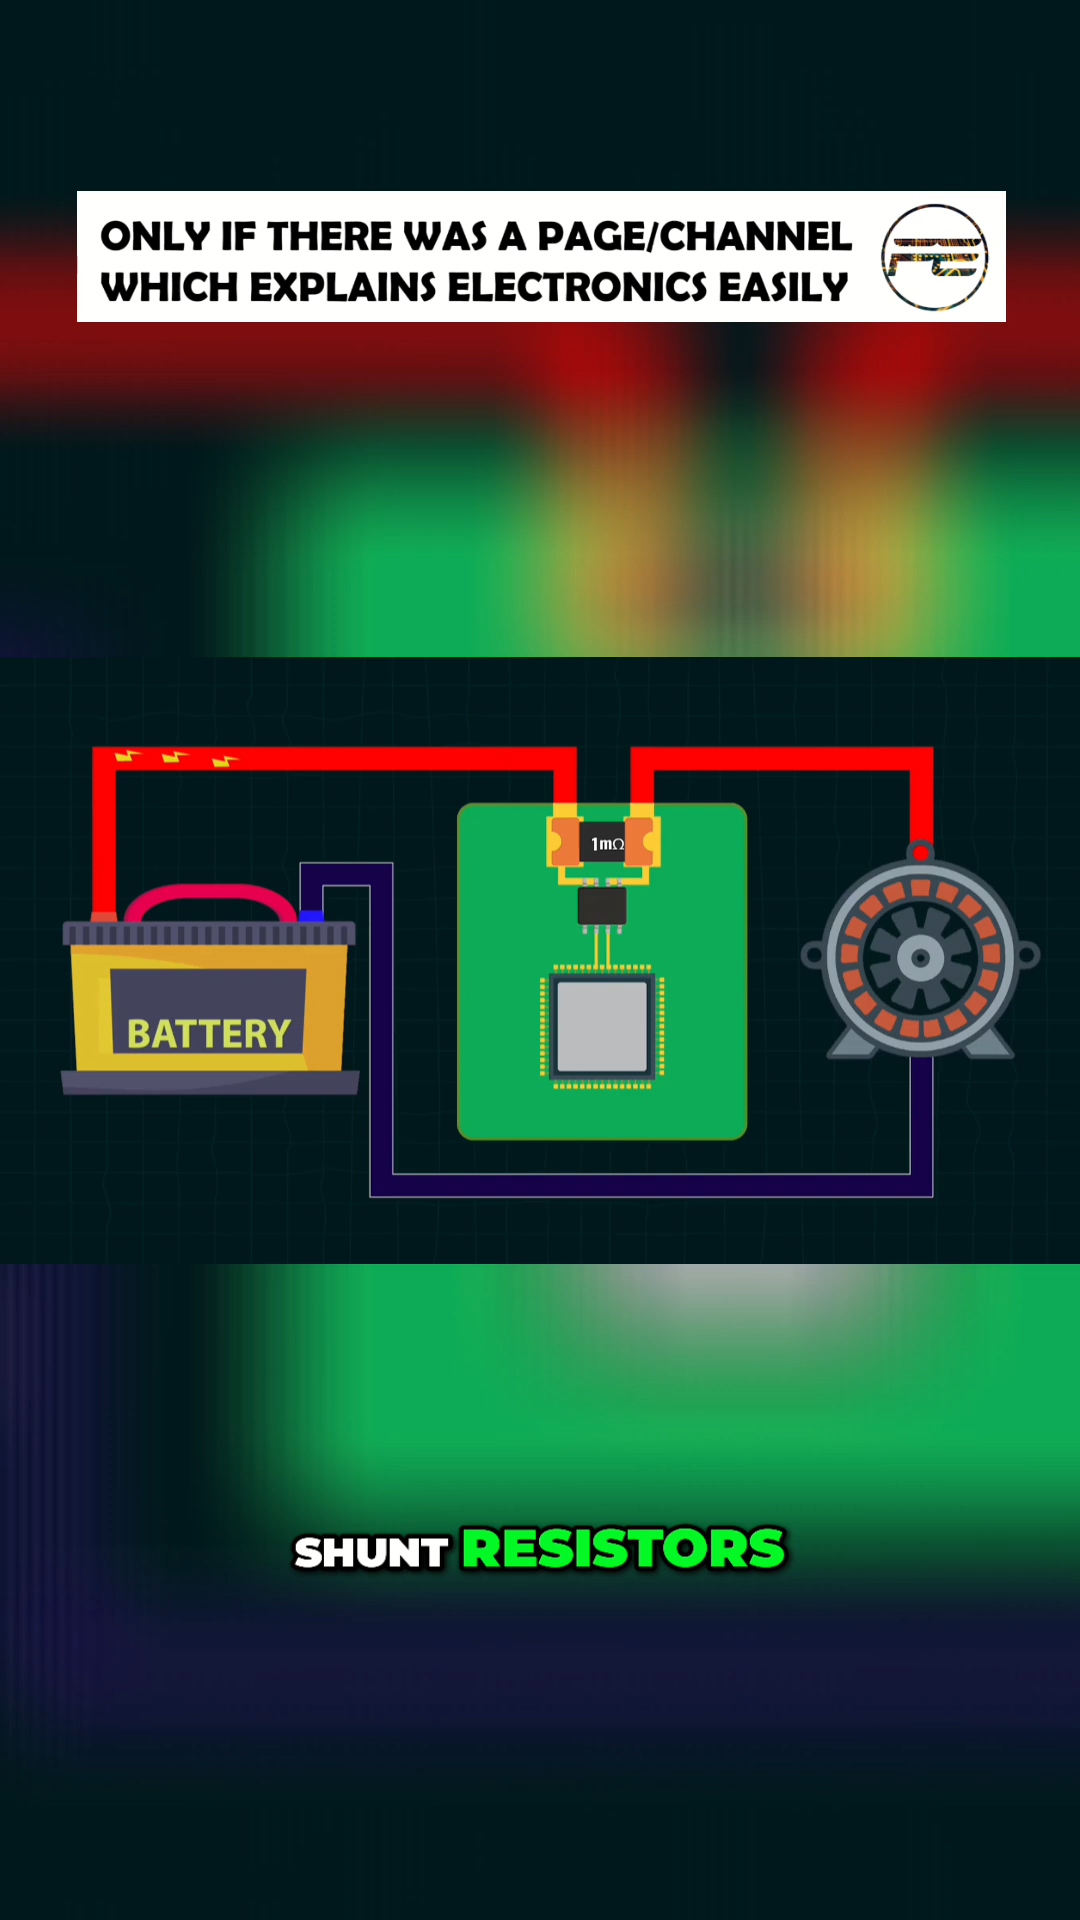 ONLY IF THERE WAS A PAGE/CHANNEL
WHICH EXPLAINS ELECTRONICS EASILY
1mΩ
BATTERY
SHUNT RESISTORS